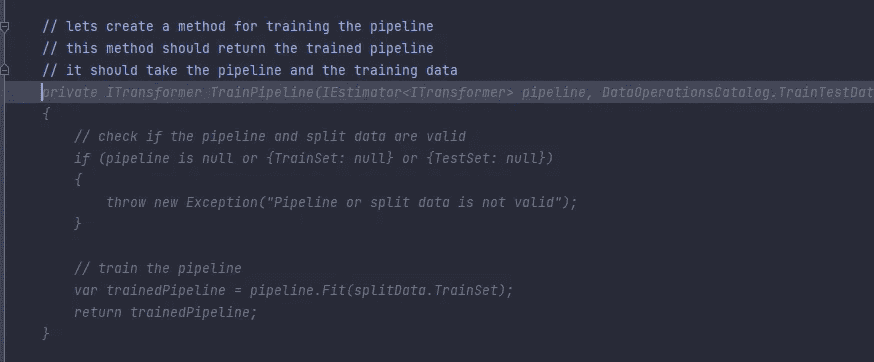 // lets create a method for training the pipeline
// this method should return the trained pipeline
// it should take the pipeline and the training data
private ITransformer TrainPipeline(IEstimator<ITransformer> pipeline, DataOperationsCatalog.TrainTestDat
{
// check if the pipeline and split data are valid
if (pipeline is null or {TrainSet: null} or {TestSet: null})
{
throw new Exception("Pipeline or split data is not valid");
}
// train the pipeline
var trainedPipeline = pipeline.Fit(splitData.TrainSet);
return trainedPipeline;
}